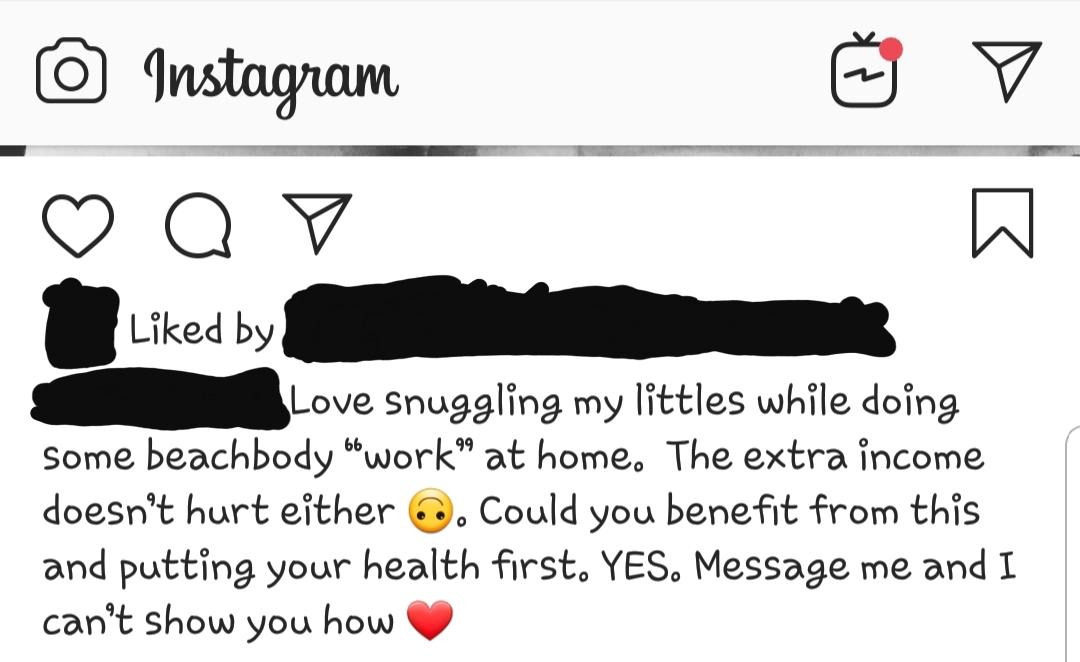 Instagram
Liked by
Love snuggling my littles while doing
some beachbody “work” at home. The extra income
doesn't hurt either 🙃. Could you benefit from this
and putting your health first. YES. Message me and I
can't show you how ❤️